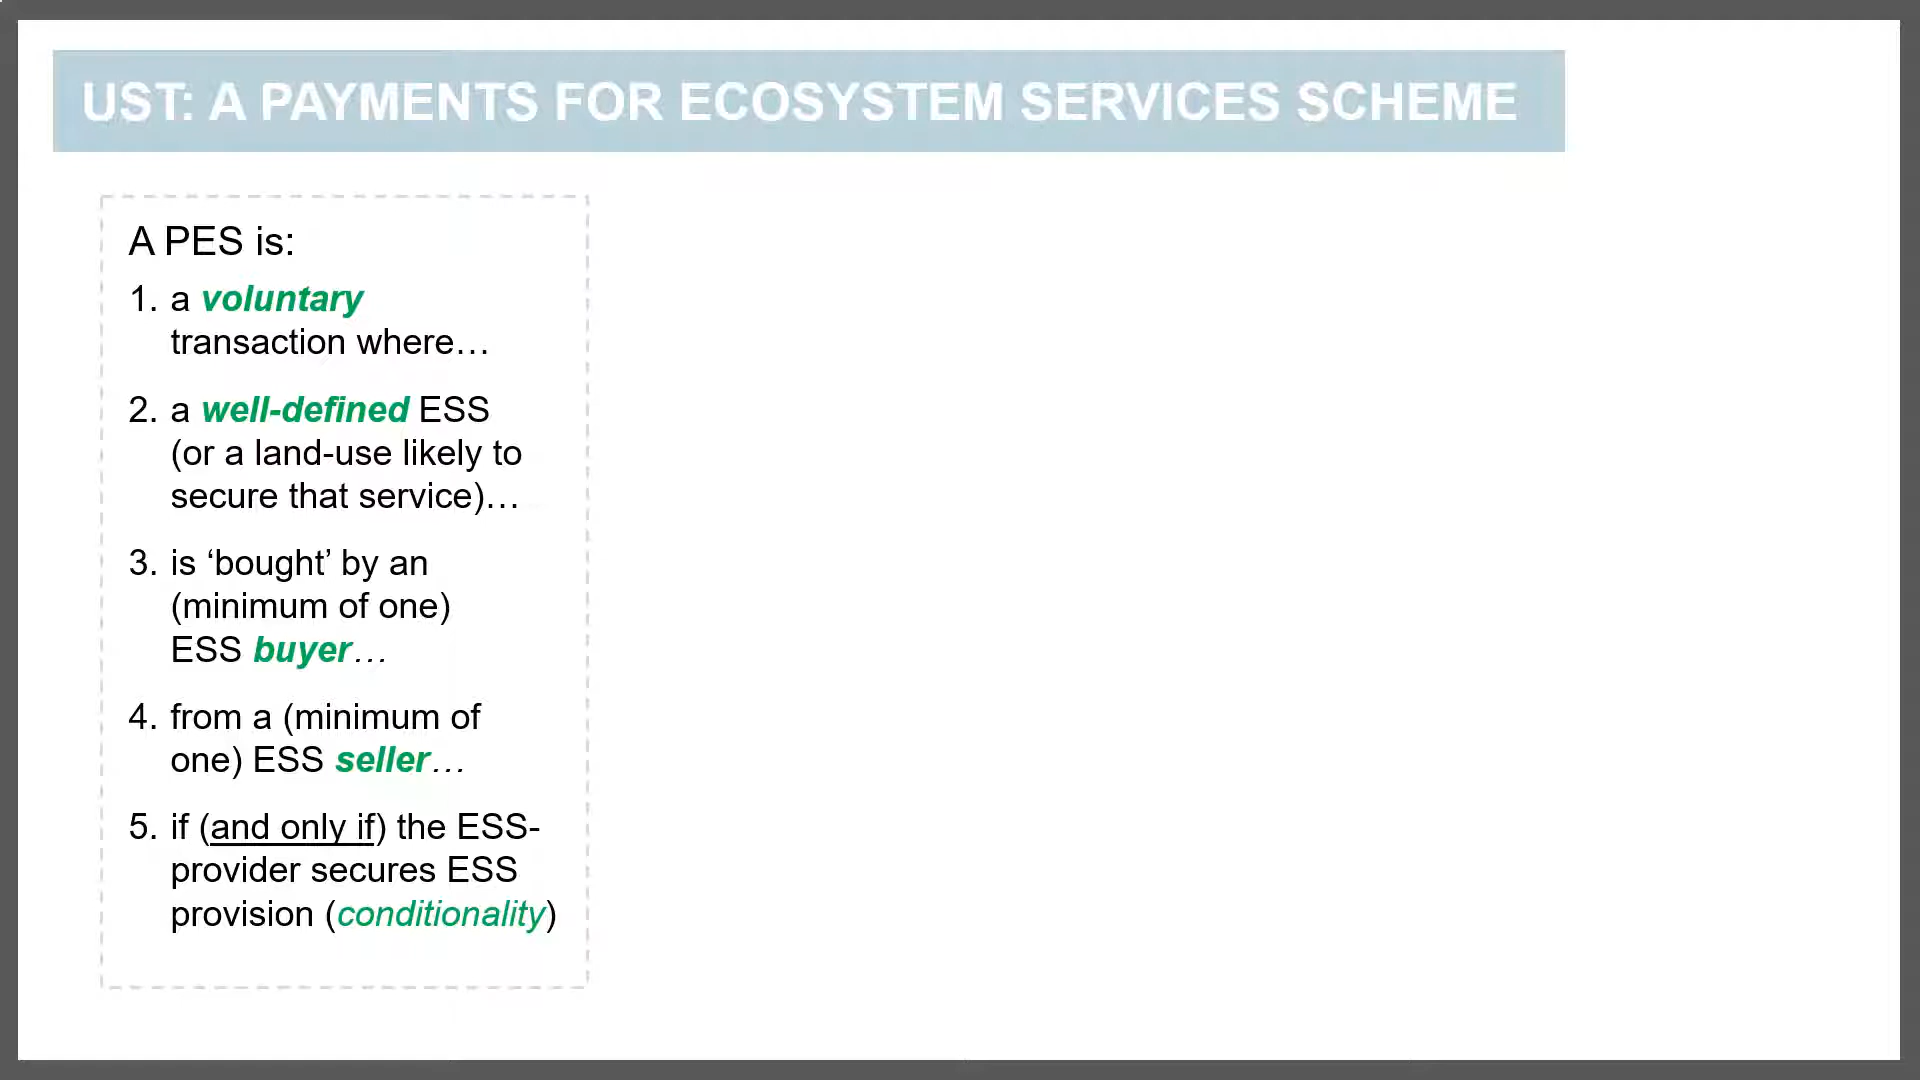 UST: A PAYMENTS FOR ECOSYSTEM SERVICES SCHEME
A PES is:
1. a voluntary
transaction where…
2. a well-defined ESS
(or a land-use likely to
secure that service)…
3. is ‘bought’ by an
(minimum of one)
ESS buyer…
4. from a (minimum of
one) ESS seller…
5. if (and only if) the ESS-
provider secures ESS
provision (conditionality)